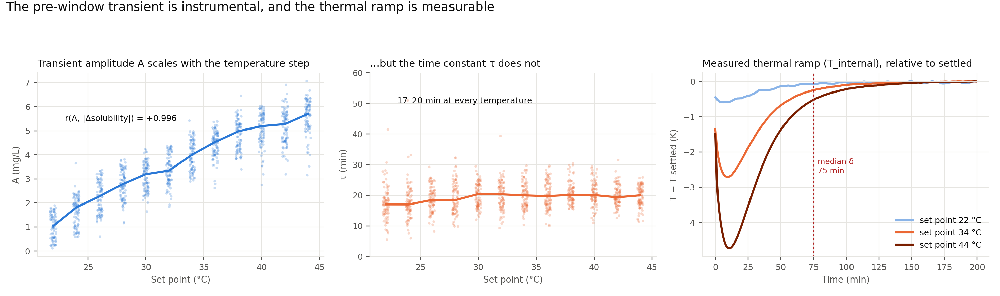 The pre-window transient is instrumental, and the thermal ramp is measurable
Transient amplitude A scales with the temperature step
7
6
5
4
3
2
1
0
A (mg/L)
r(A, |Δsolubility|) = +0.996
25
30
35
40
45
Set point (°C)
...but the time constant τ does not
60
50
40
30
20
10
0
τ (min)
17–20 min at every temperature
25
30
35
40
45
Set point (°C)
Measured thermal ramp (T_internal), relative to settled
0
−1
−2
−3
−4
T − T settled (K)
median δ
75 min
set point 22 °C
set point 34 °C
set point 44 °C
0
25
50
75
100
125
150
175
200
Time (min)